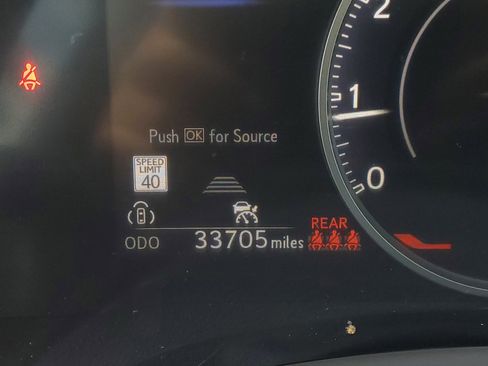 2
1
0
Push OK for Source
SPEED
LIMIT
40
REAR
ODO 33705 miles